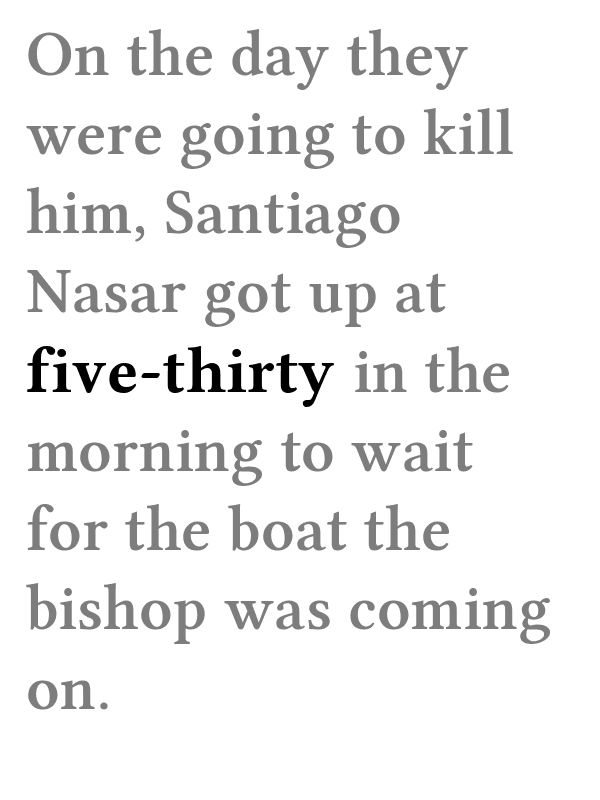 On the day they
were going to kill
him, Santiago
Nasar got up at
five-thirty in the
morning to wait
for the boat the
bishop was coming
on.